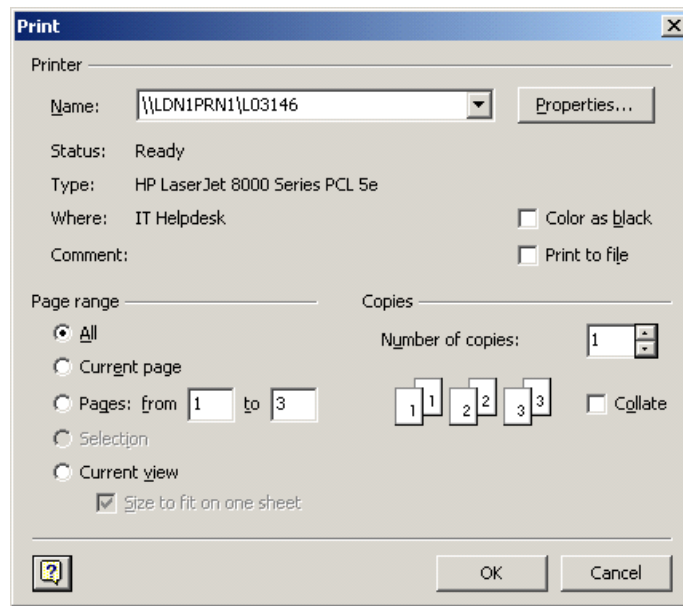 Print
Printer
Name: \\LDN1PRN1\L03146 Properties...
Status: Ready
Type: HP LaserJet 8000 Series PCL 5e
Where: IT Helpdesk Color as black
Comment: Print to file
Page range Copies
All Number of copies: 1
Current page
Pages: from 1 to 3 1 1 2 2 3 3 Collate
Selection
Current view
Size to fit on one sheet
? OK Cancel